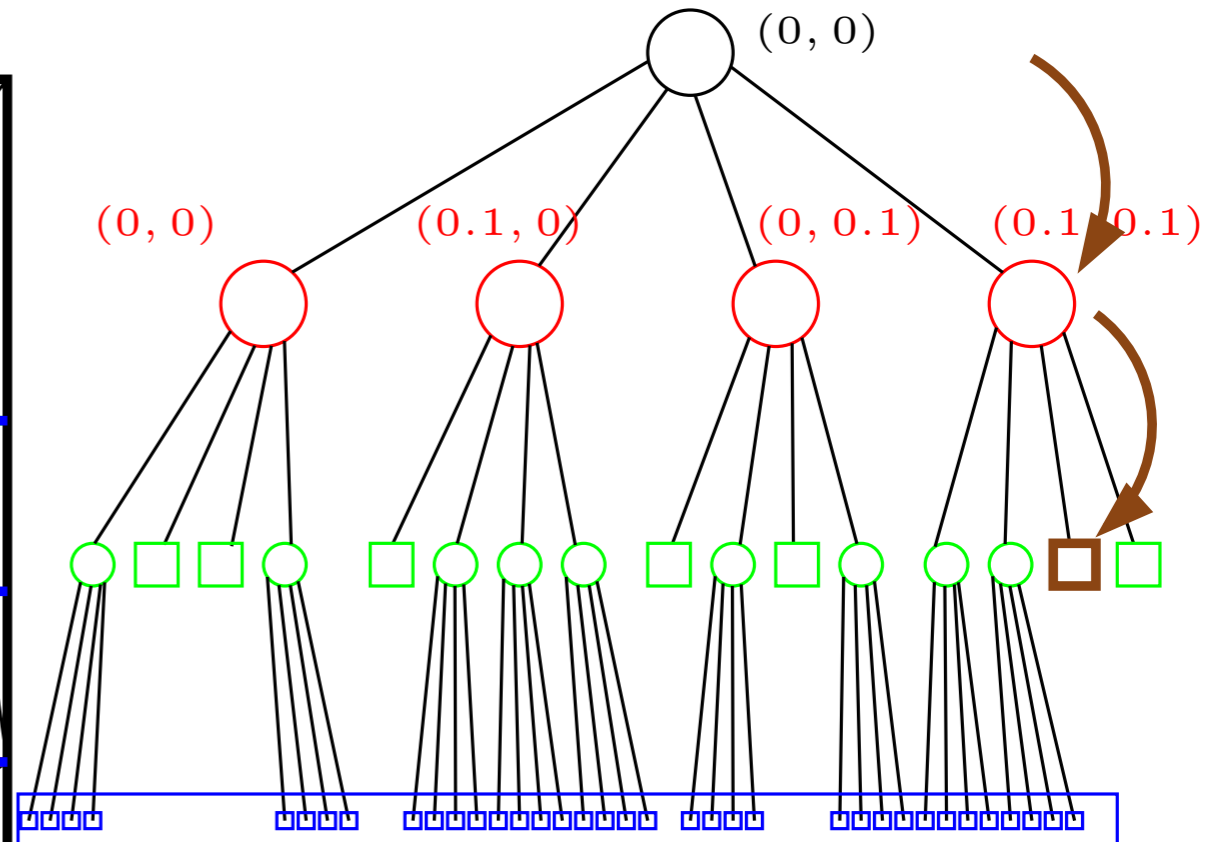 (0, 0)
(0, 0) (0.1, 0) (0, 0.1) (0.1, 0.1)